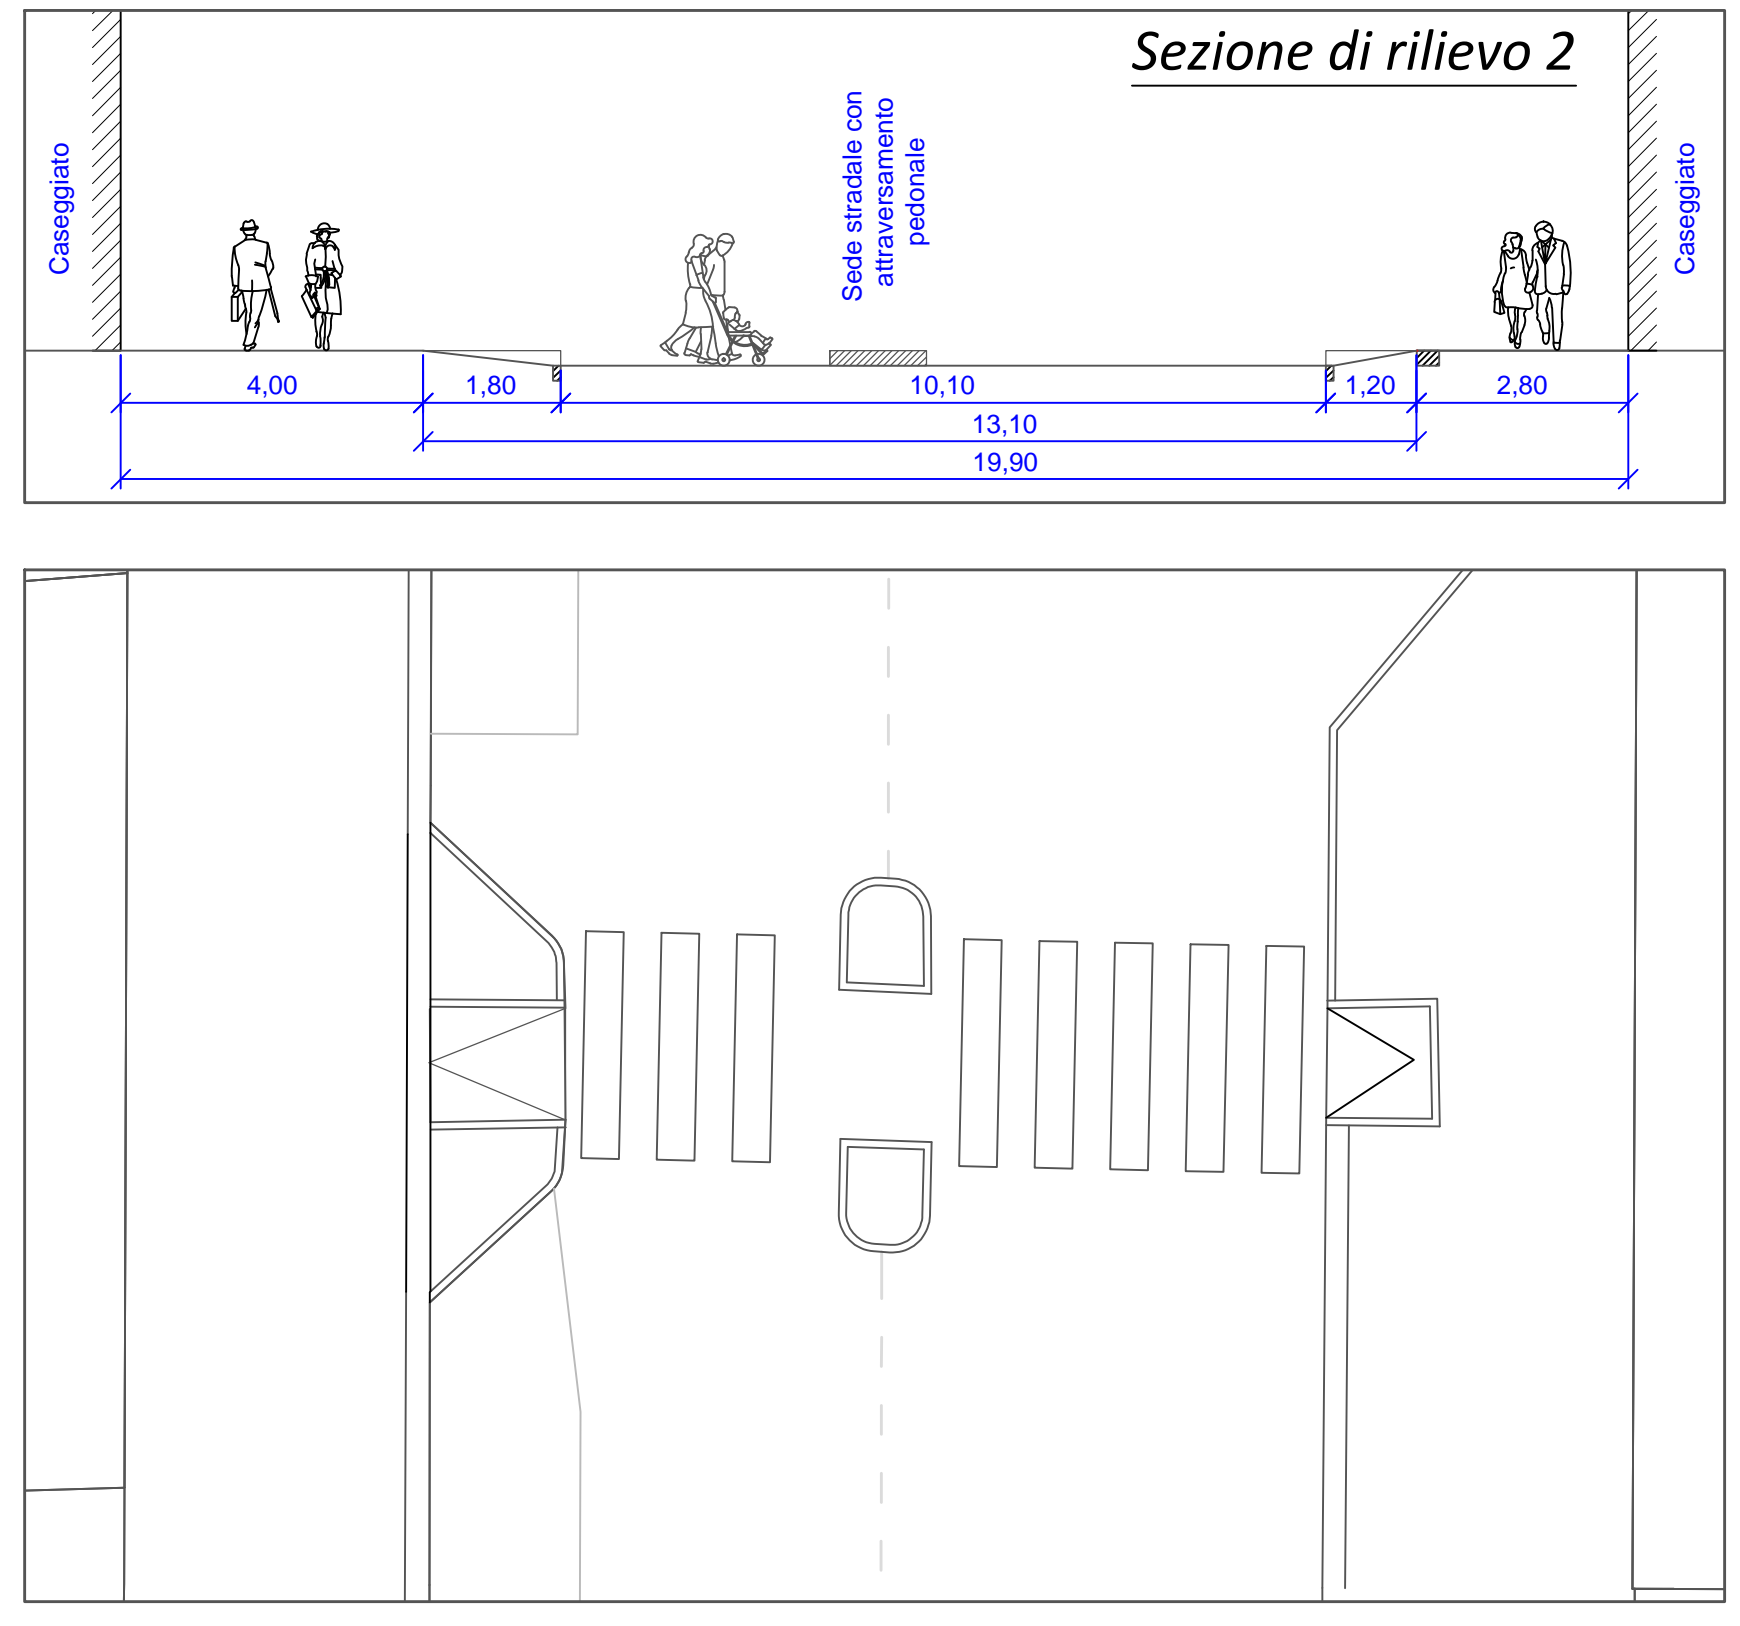 Sezione di rilievo 2
Caseggiato
Sede stradale con
attraversamento
pedonale
Caseggiato
4,00
1,80
10,10
1,20
2,80
13,10
19,90